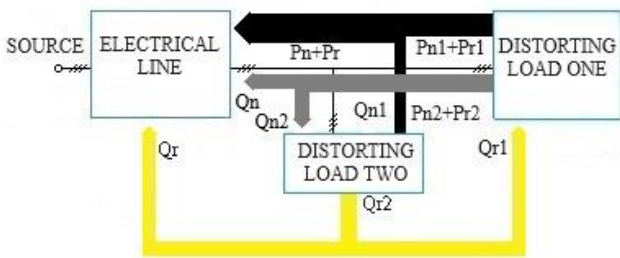 SOURCE
ELECTRICAL
LINE
Pn+Pr
Pn1+Pr1
DISTORTING
LOAD ONE
Qn
Qn2
Qn1
Pn2+Pr2
Qr
DISTORTING
LOAD TWO
Qr1
Qr2